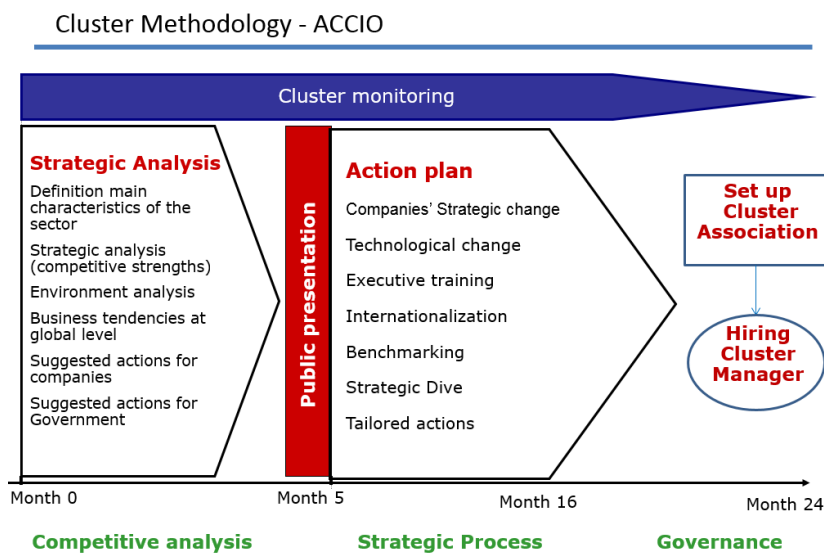 Cluster Methodology - ACCIO
Cluster monitoring
Strategic Analysis
Definition main
characteristics of the
sector
Strategic analysis
(competitive strengths)
Environment analysis
Business tendencies at
global level
Suggested actions for
companies
Suggested actions for
Government
Public presentation
Action plan
Companies’ Strategic change
Technological change
Executive training
Internationalization
Benchmarking
Strategic Dive
Tailored actions
Set up
Cluster
Association
Hiring
Cluster
Manager
Month 0
Month 5
Month 16
Month 24
Competitive analysis
Strategic Process
Governance